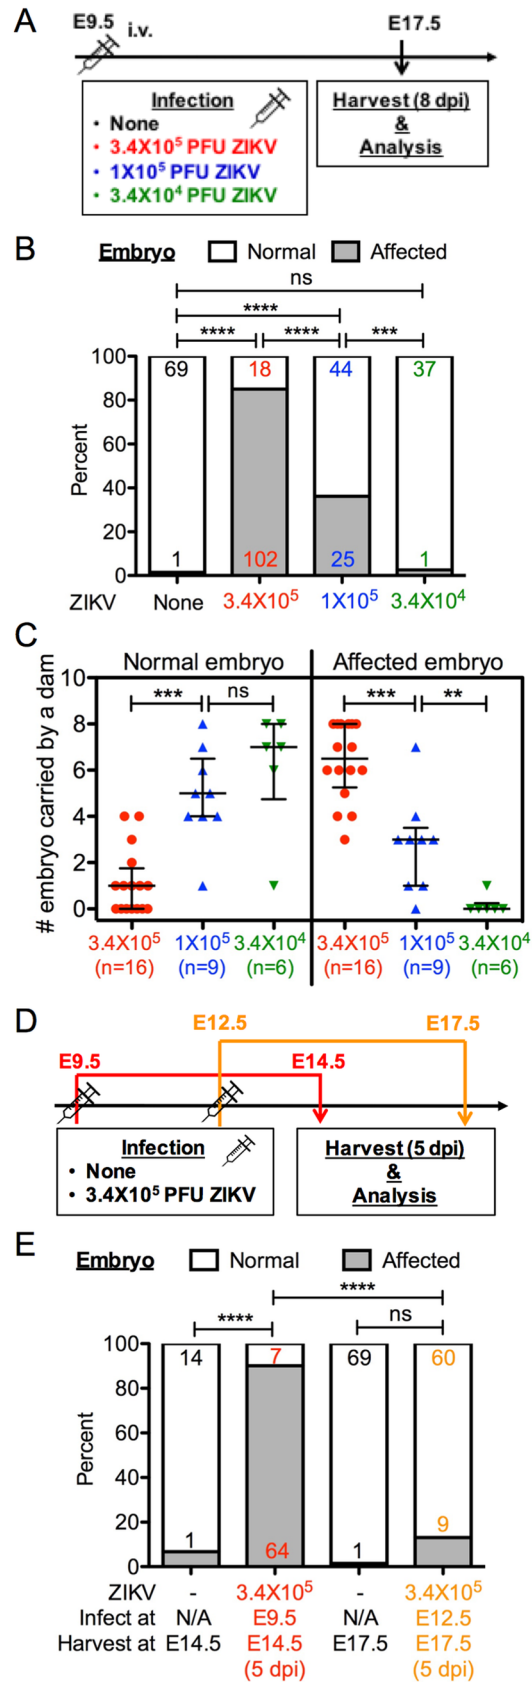 A
E9.5
i.v.
E17.5
Infection
• None
• 3.4X10⁵ PFU ZIKV
• 1X10⁵ PFU ZIKV
• 3.4X10⁴ PFU ZIKV
Harvest (8 dpi)
&
Analysis
B
Embryo Normal Affected
ns
****
**** **** ***
100
80
60
40
20
0
Percent
69 18 44 37
1 102 25 1
ZIKV None 3.4X10⁵ 1X10⁵ 3.4X10⁴
C
Normal embryo Affected embryo
# embryo carried by a dam
10
8
6
4
2
0
*** ns *** **
3.4X10⁵ 1X10⁵ 3.4X10⁴ 3.4X10⁵ 1X10⁵ 3.4X10⁴
(n=16) (n=9) (n=6) (n=16) (n=9) (n=6)
D
E12.5 E17.5
E9.5 E14.5
Infection
• None
• 3.4X10⁵ PFU ZIKV
Harvest (5 dpi)
&
Analysis
E
Embryo Normal Affected
****
**** ns
100
80
60
40
20
0
Percent
14 7 69 60
1 64 1 9
ZIKV - 3.4X10⁵ - 3.4X10⁵
Infect at N/A E9.5 N/A E12.5
Harvest at E14.5 E14.5 E17.5 E17.5
(5 dpi) (5 dpi)